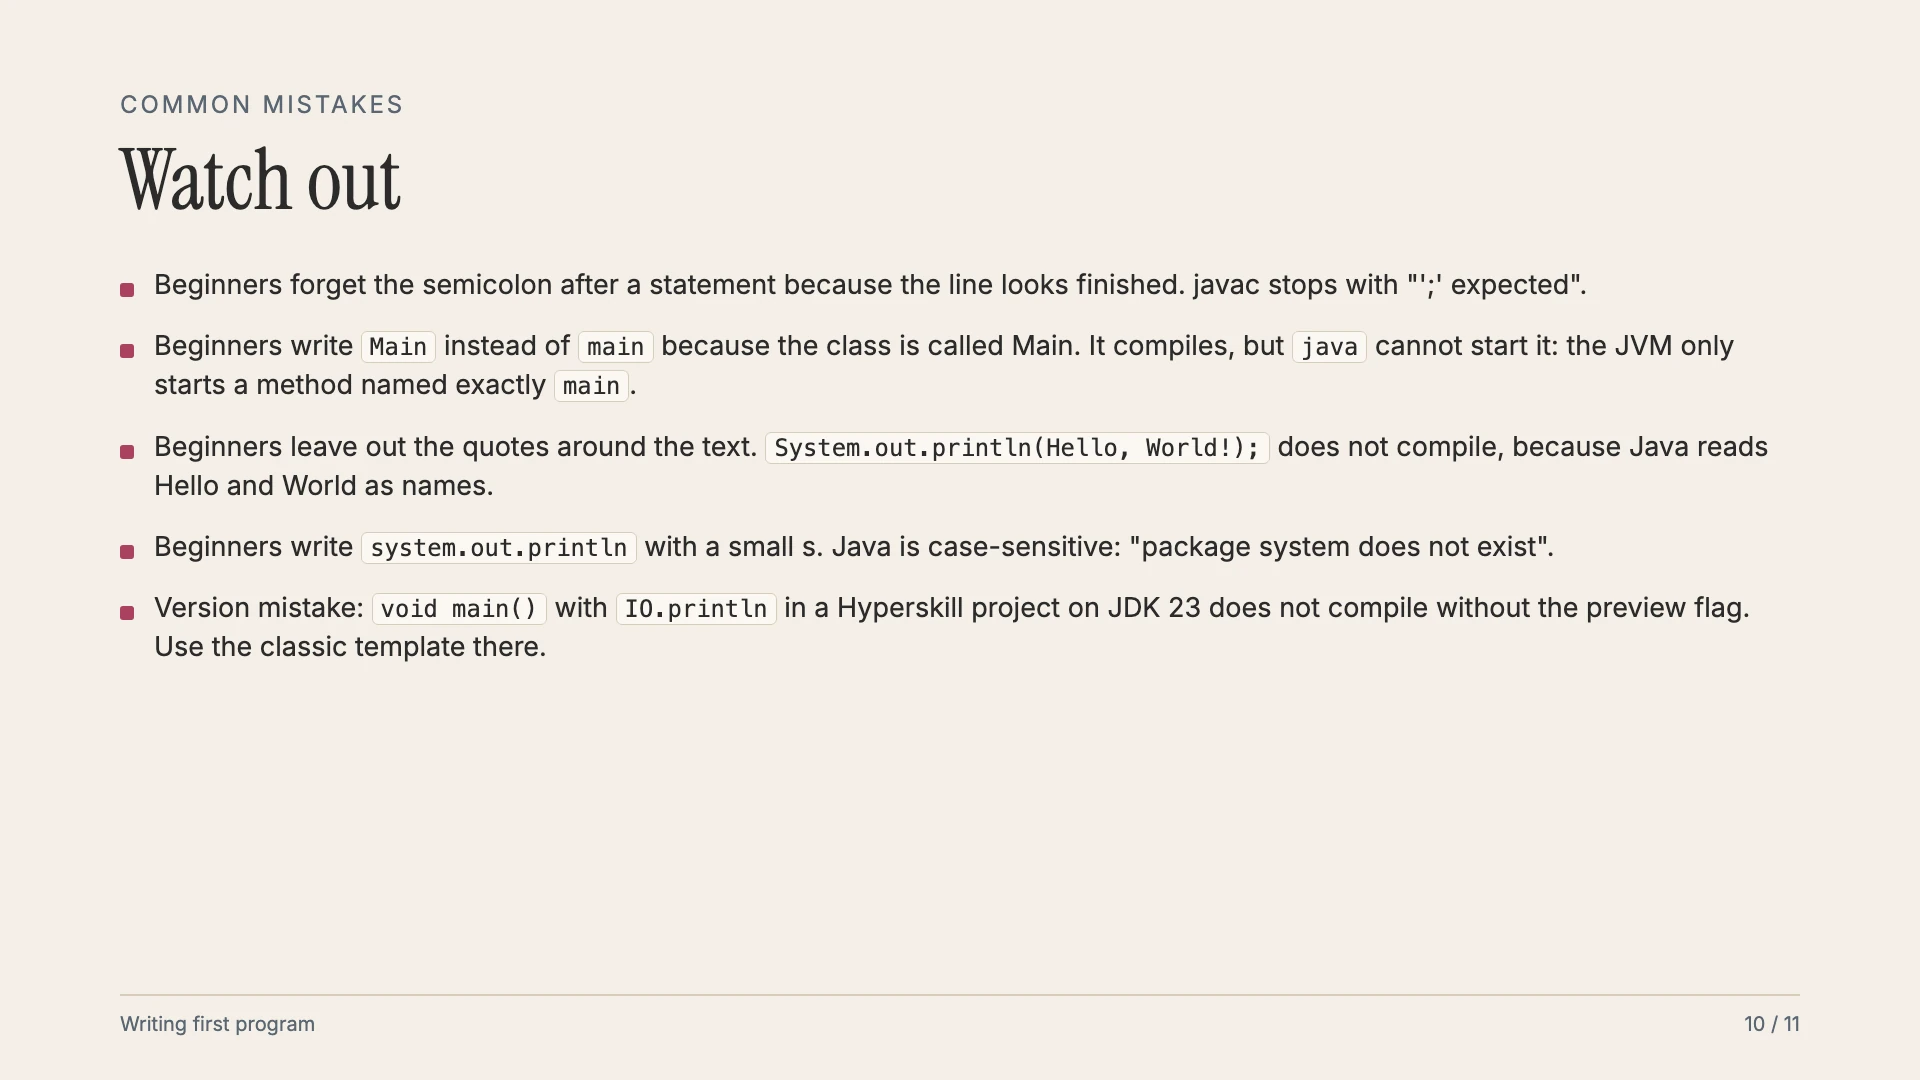 COMMON MISTAKES
Watch out
Beginners forget the semicolon after a statement because the line looks finished. javac stops with "';' expected".
Beginners write Main instead of main because the class is called Main. It compiles, but java cannot start it: the JVM only
starts a method named exactly main.
Beginners leave out the quotes around the text. System.out.println(Hello, World!); does not compile, because Java reads
Hello and World as names.
Beginners write system.out.println with a small s. Java is case-sensitive: "package system does not exist".
Version mistake: void main() with IO.println in a Hyperskill project on JDK 23 does not compile without the preview flag.
Use the classic template there.
Writing first program
10 / 11